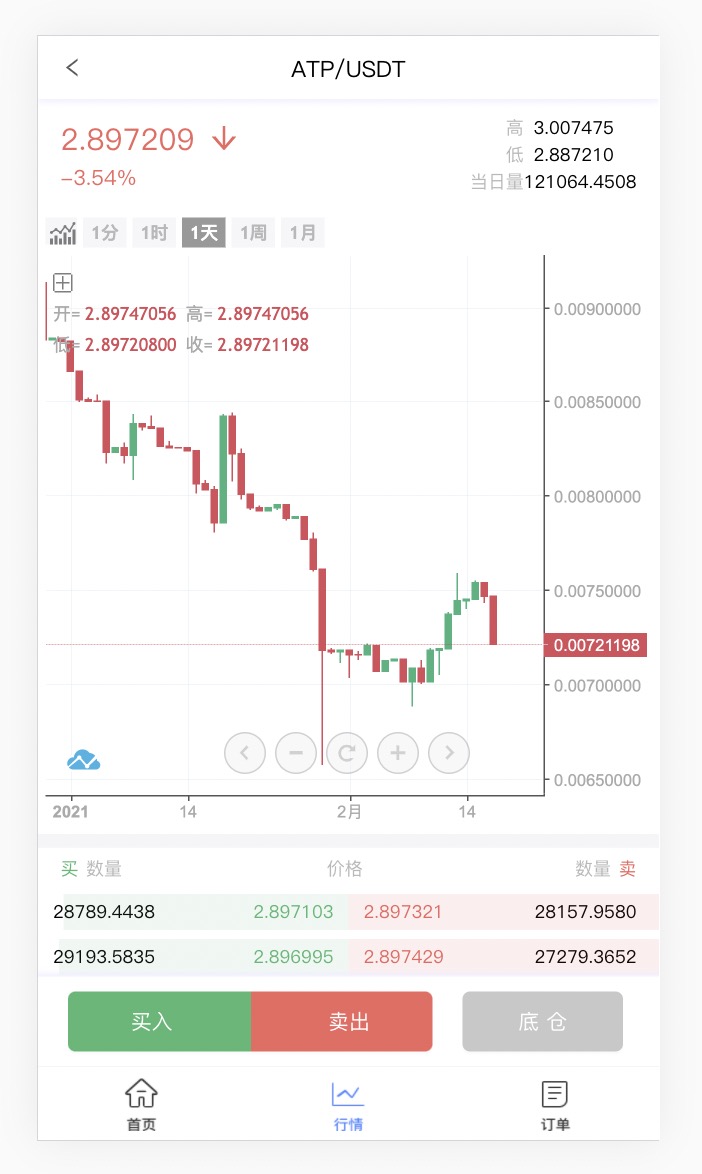 ATP/USDT
2.897209
-3.54%
高 3.007475
低 2.887210
当日量121064.4508
1分 1时 1天 1周 1月
开= 2.89747056 高= 2.89747056
低= 2.89720800 收= 2.89721198
0.00900000
0.00850000
0.00800000
0.00750000
0.00721198
0.00700000
0.00650000
2021 14 2月 14
买 数量 价格 数量 卖
28789.4438 2.897103 2.897321 28157.9580
29193.5835 2.896995 2.897429 27279.3652
买入 卖出 底 仓
首页 行情 订单